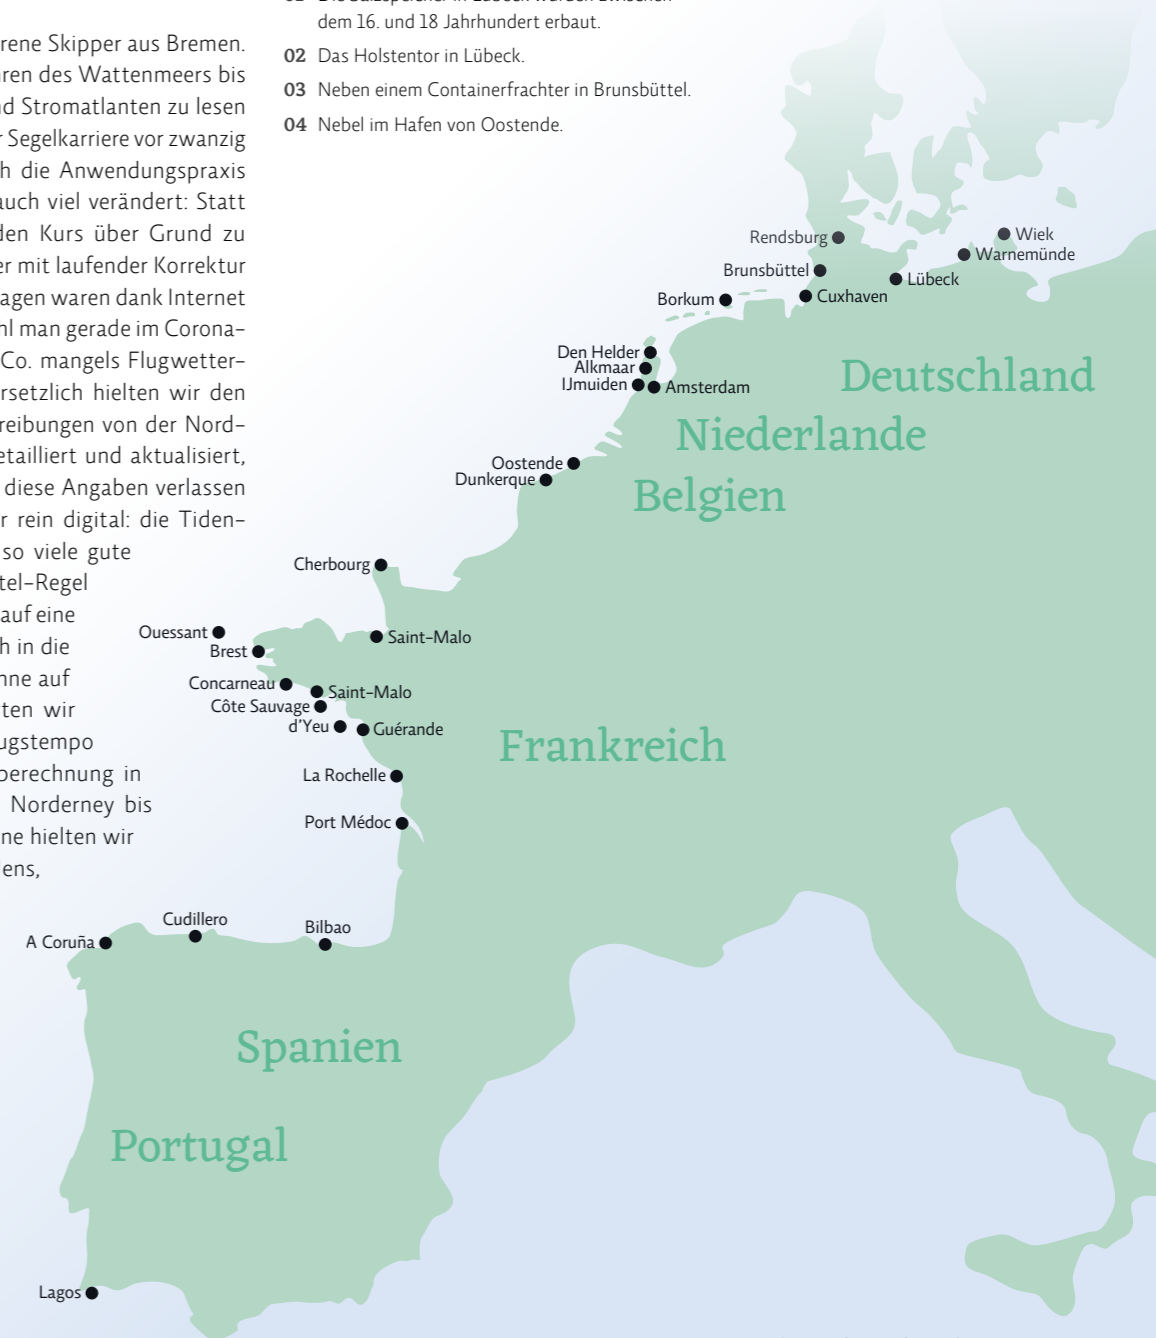 rene Skipper aus Bremen.
ren des Wattenmeers bis
nd Stromatlanten zu lesen
r Segelkarriere vor zwanzig
h die Anwendungspraxis
auch viel verändert: Statt
den Kurs über Grund zu
er mit laufender Korrektur
agen waren dank Internet
hl man gerade im Corona-
Co. mangels Flugwetter-
ersetzlich hielten wir den
reibungen von der Nord-
etailliert und aktualisiert,
diese Angaben verlassen
r rein digital: die Tiden-
so viele gute
tel-Regel
auf eine
h in die
nne auf
ten wir
ugstempo
berechnung in
Norderney bis
ne hielten wir
ens,
dem 16. und 18 Jahrhundert erbaut.
02 Das Holstentor in Lübeck.
03 Neben einem Containerfrachter in Brunsbüttel.
04 Nebel im Hafen von Oostende.
Rendsburg
Wiek
Warnemünde
Brunsbüttel
Lübeck
Borkum
Cuxhaven
Den Helder
Alkmaar
IJmuiden
Amsterdam
Deutschland
Niederlande
Oostende
Dunkerque
Belgien
Cherbourg
Ouessant
Saint-Malo
Brest
Concarneau
Saint-Malo
Côte Sauvage
d'Yeu
Guérande
Frankreich
La Rochelle
Port Médoc
Cudillero
Bilbao
A Coruña
Spanien
Portugal
Lagos